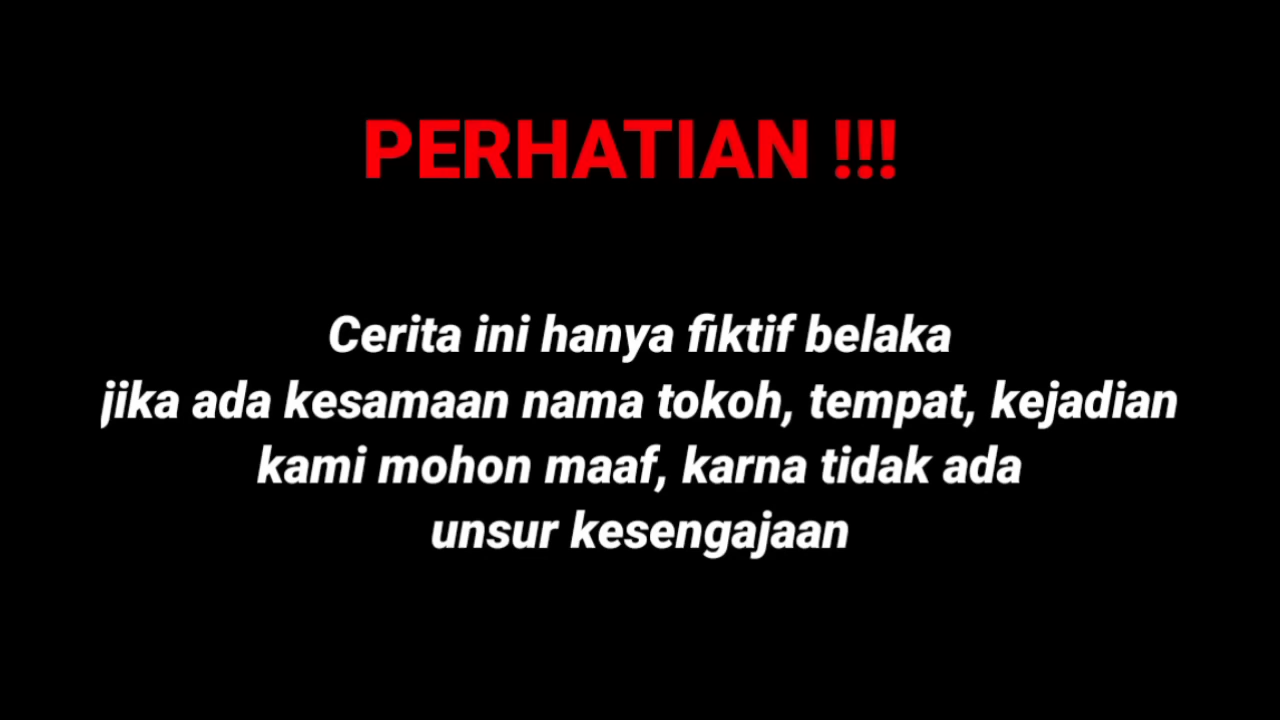 PERHATIAN !!!
Cerita ini hanya fiktif belaka
jika ada kesamaan nama tokoh, tempat, kejadian
kami mohon maaf, karna tidak ada
unsur kesengajaan